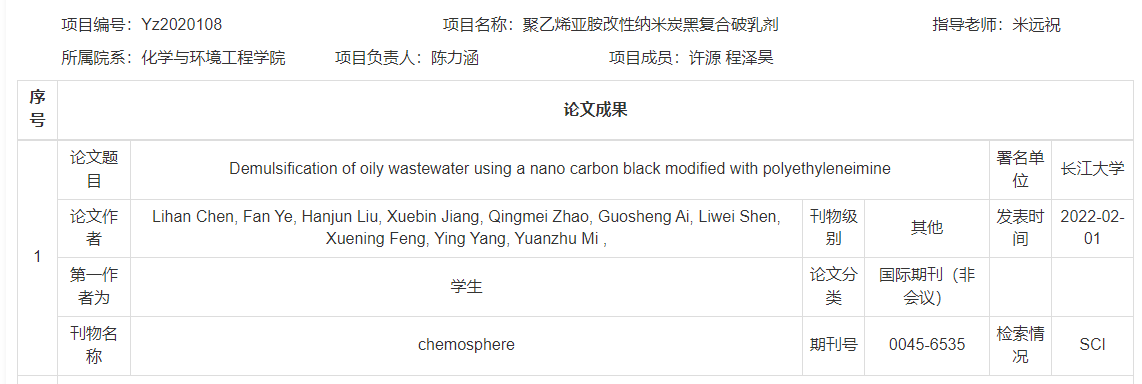 项目编号：Yz2020108 项目名称：聚乙烯亚胺改性纳米炭黑复合破乳剂 指导老师：米远祝
所属院系：化学与环境工程学院 项目负责人：陈力涵 项目成员：许源 程泽昊
序号 论文成果
1
论文题目 Demulsification of oily wastewater using a nano carbon black modified with polyethyleneimine 署名单位 长江大学
论文作者 Lihan Chen, Fan Ye, Hanjun Liu, Xuebin Jiang, Qingmei Zhao, Guosheng Ai, Liwei Shen,
Xuening Feng, Ying Yang, Yuanzhu Mi , 刊物级别 其他 发表时间 2022-02-01
第一作者为 学生 论文分类 国际期刊（非会议）
刊物名称 chemosphere 期刊号 0045-6535 检索情况 SCI